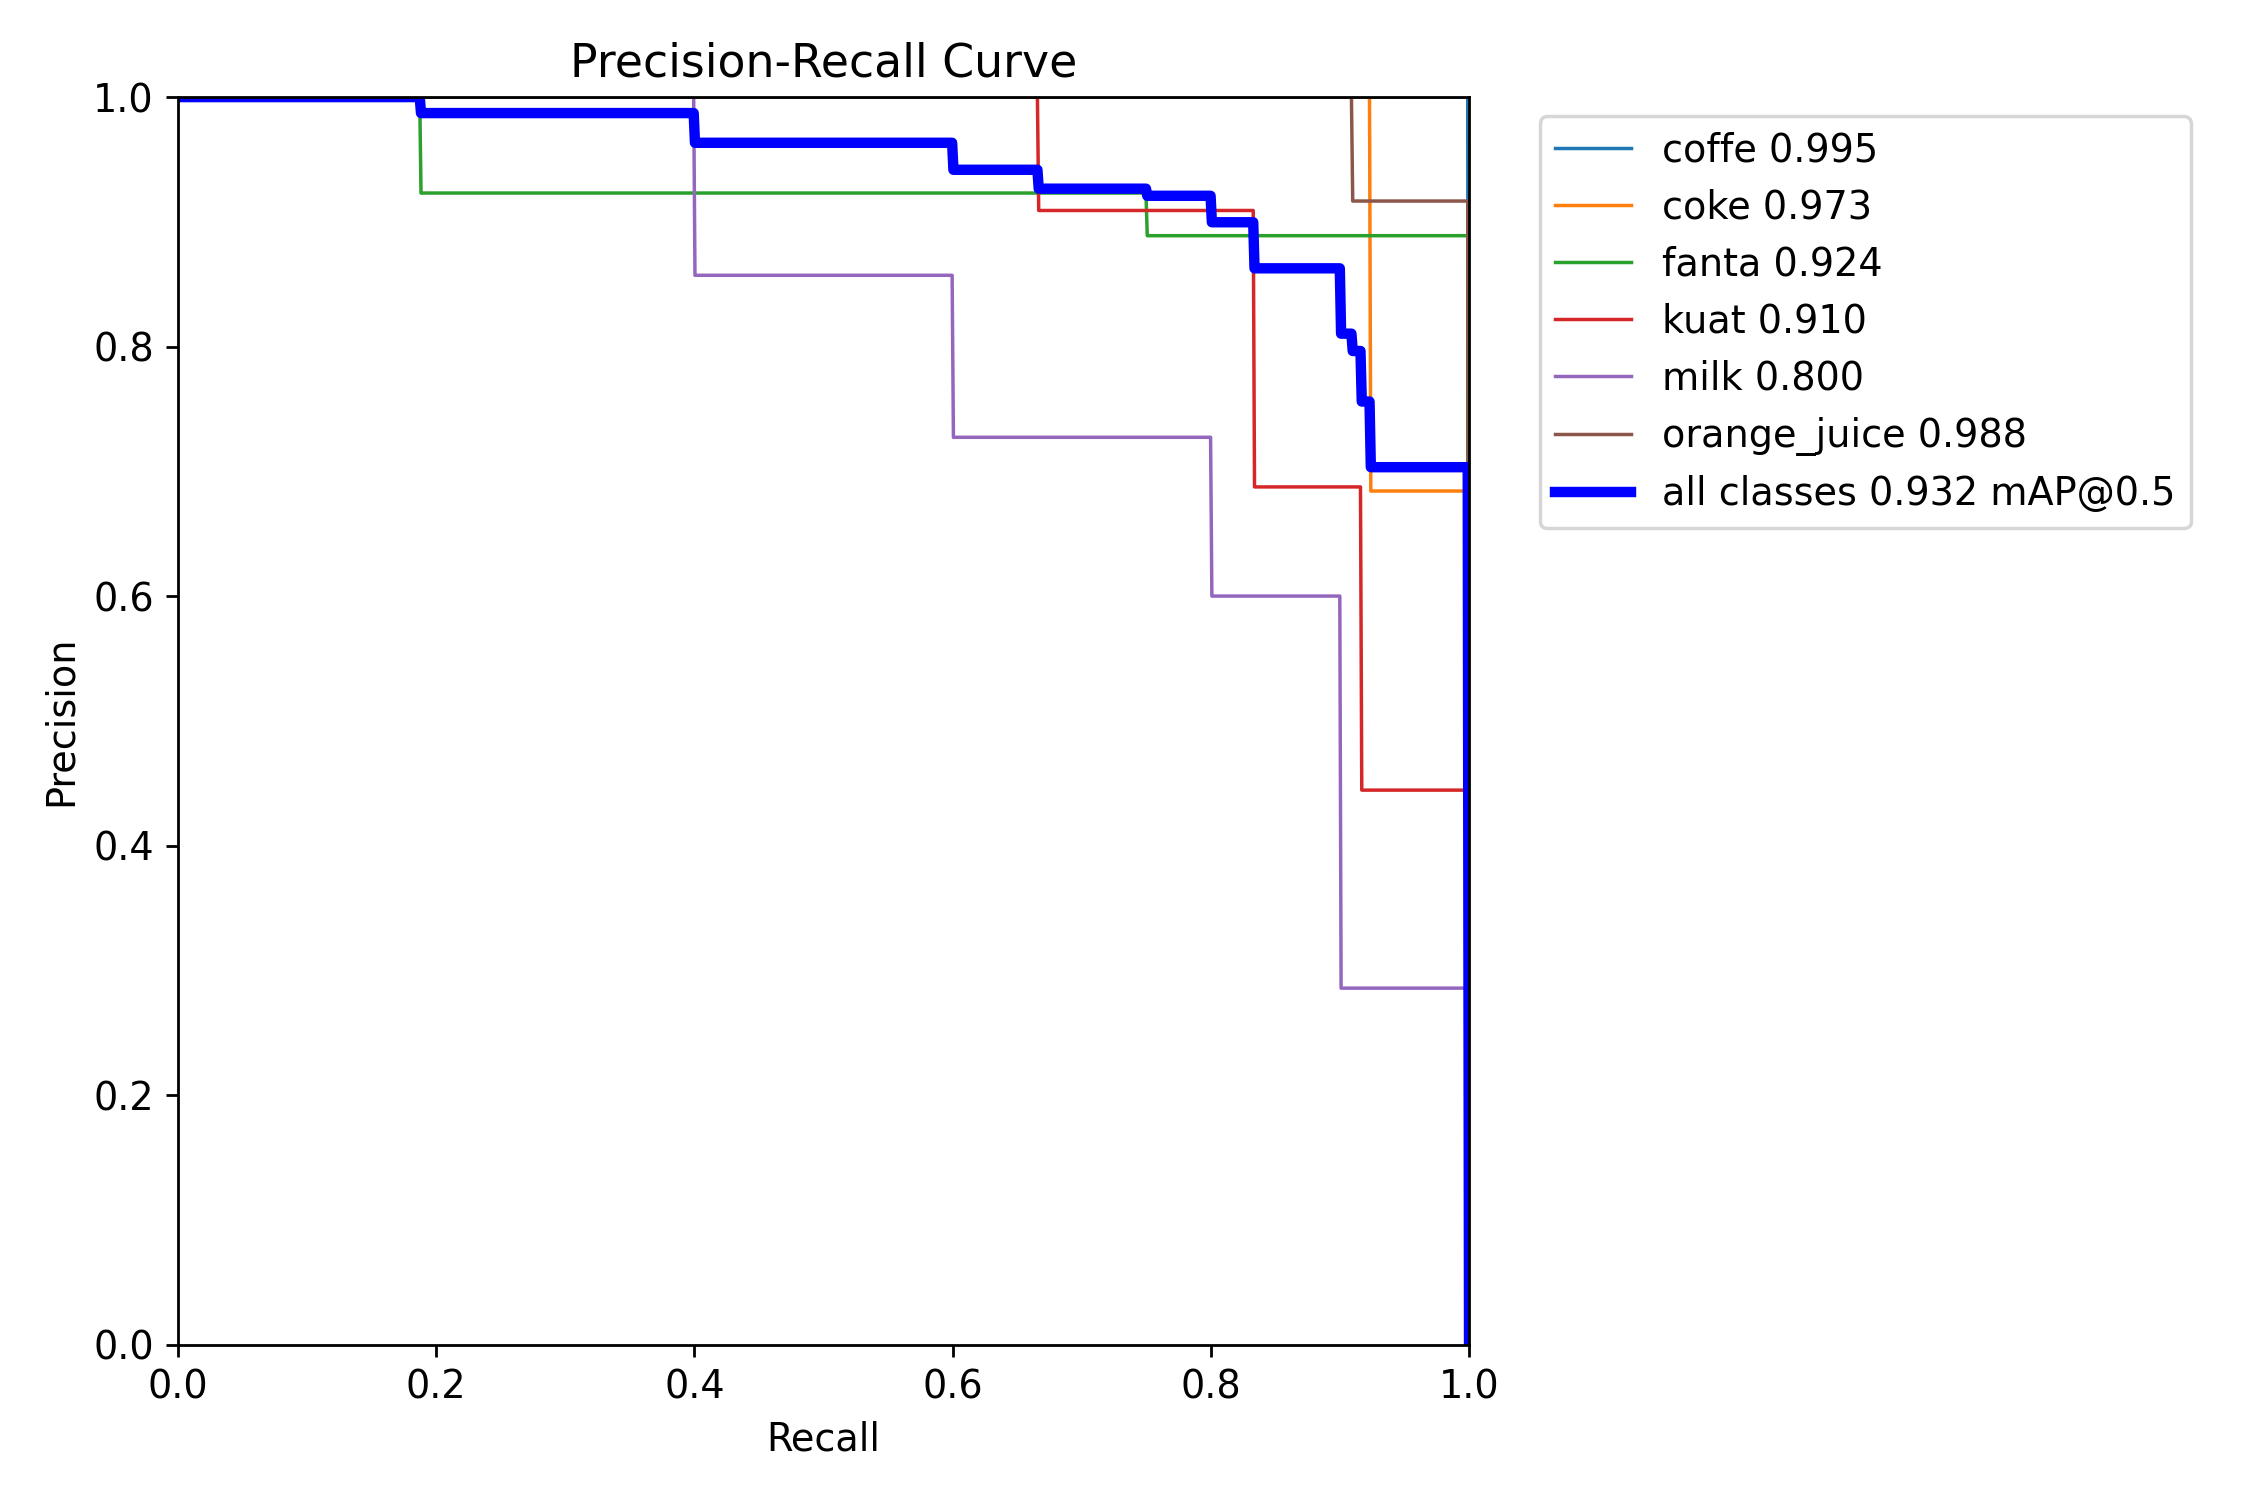 Precision-Recall Curve
1.0
0.8
0.6
0.4
0.2
0.0
Precision
0.0 0.2 0.4 0.6 0.8 1.0
Recall
coffe 0.995
coke 0.973
fanta 0.924
kuat 0.910
milk 0.800
orange_juice 0.988
all classes 0.932 mAP@0.5